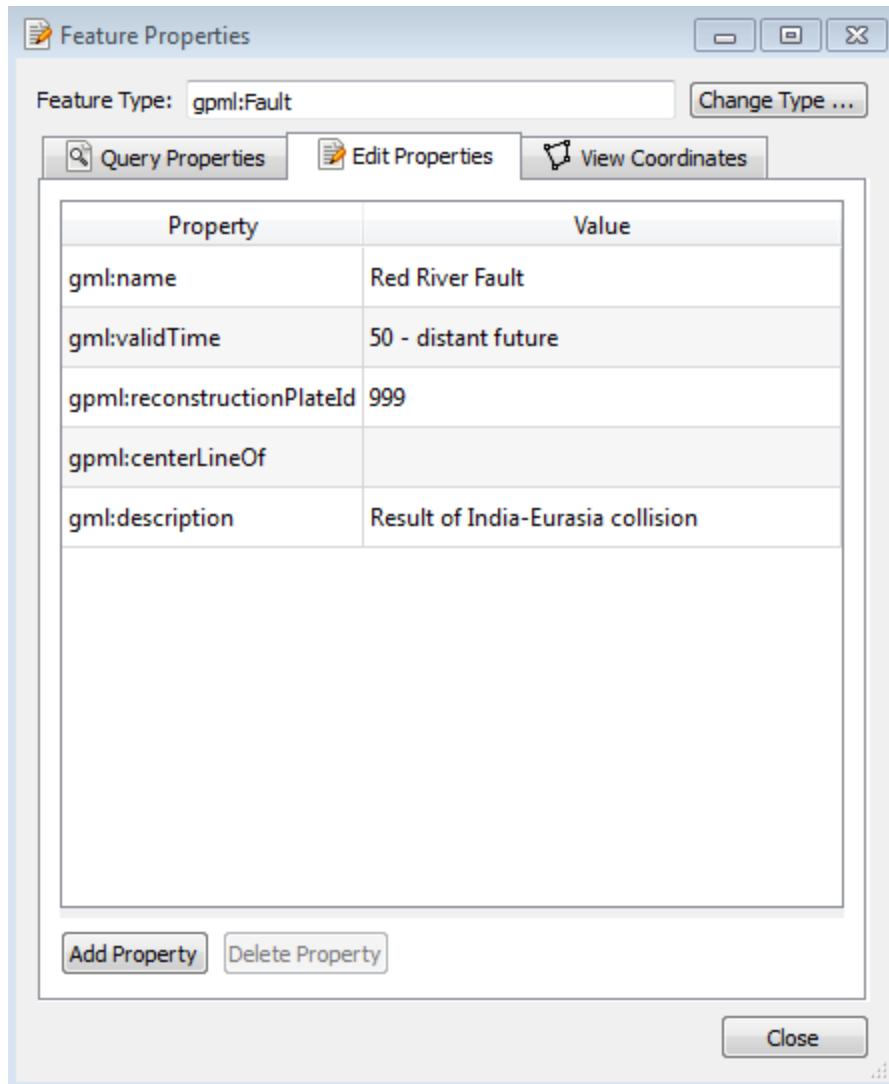 Feature Properties
Feature Type: gpml:Fault Change Type ...
Query Properties Edit Properties View Coordinates
Property Value
gml:name Red River Fault
gml:validTime 50 - distant future
gpml:reconstructionPlateId 999
gpml:centerLineOf
gml:description Result of India-Eurasia collision
Add Property Delete Property
Close